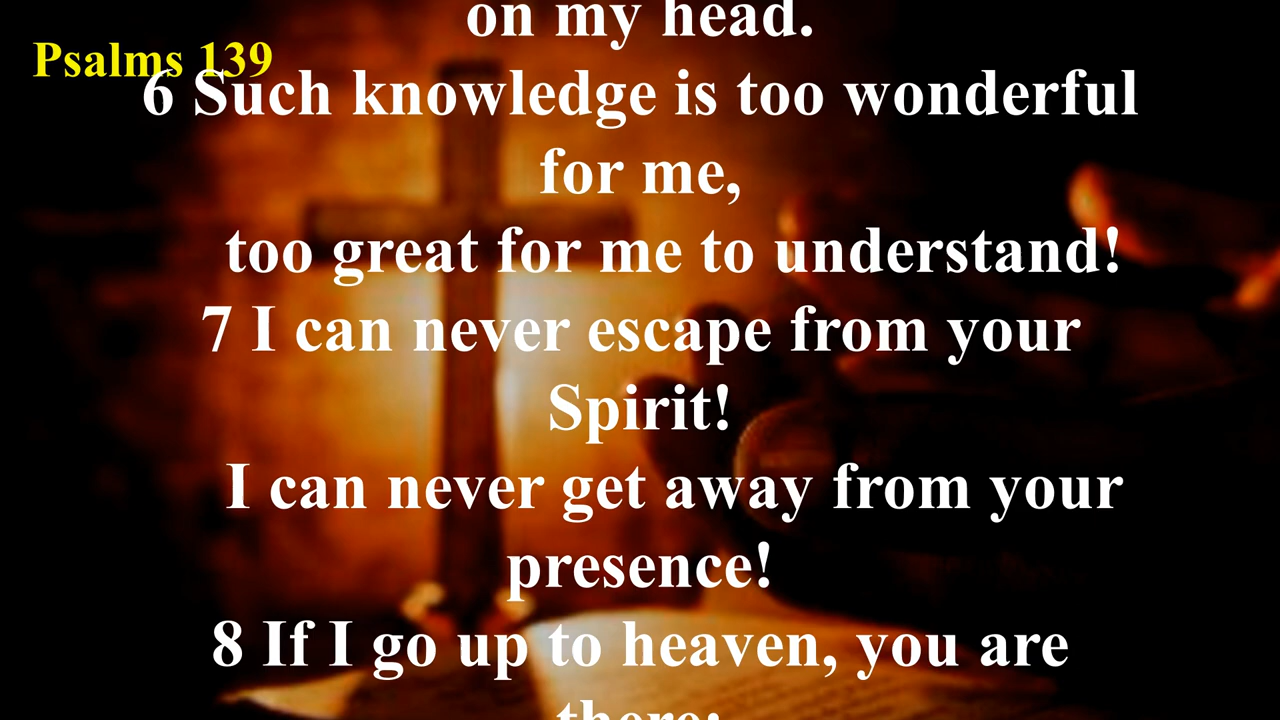 on my head.
Psalms 139
6 Such knowledge is too wonderful
for me,
too great for me to understand!
7 I can never escape from your
Spirit!
I can never get away from your
presence!
8 If I go up to heaven, you are
there;